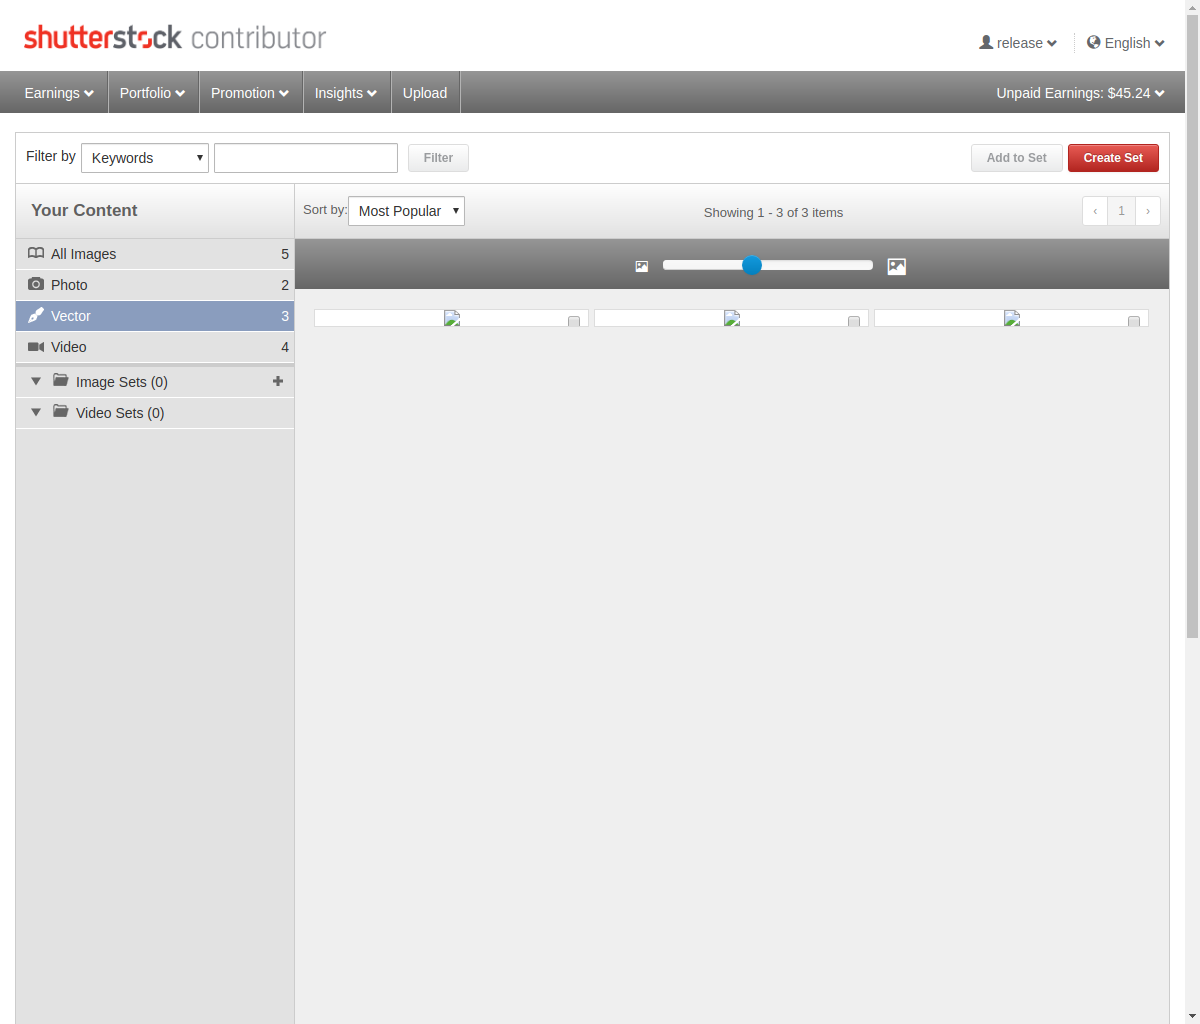 shutterstock contributor
release
English
Earnings
Portfolio
Promotion
Insights
Upload
Unpaid Earnings: $45.24
Filter by
Keywords
Filter
Add to Set
Create Set
Your Content
Sort by:
Most Popular
Showing 1 - 3 of 3 items
‹
1
›
All Images 5
Photo 2
Vector 3
Video 4
Image Sets (0)
Video Sets (0)